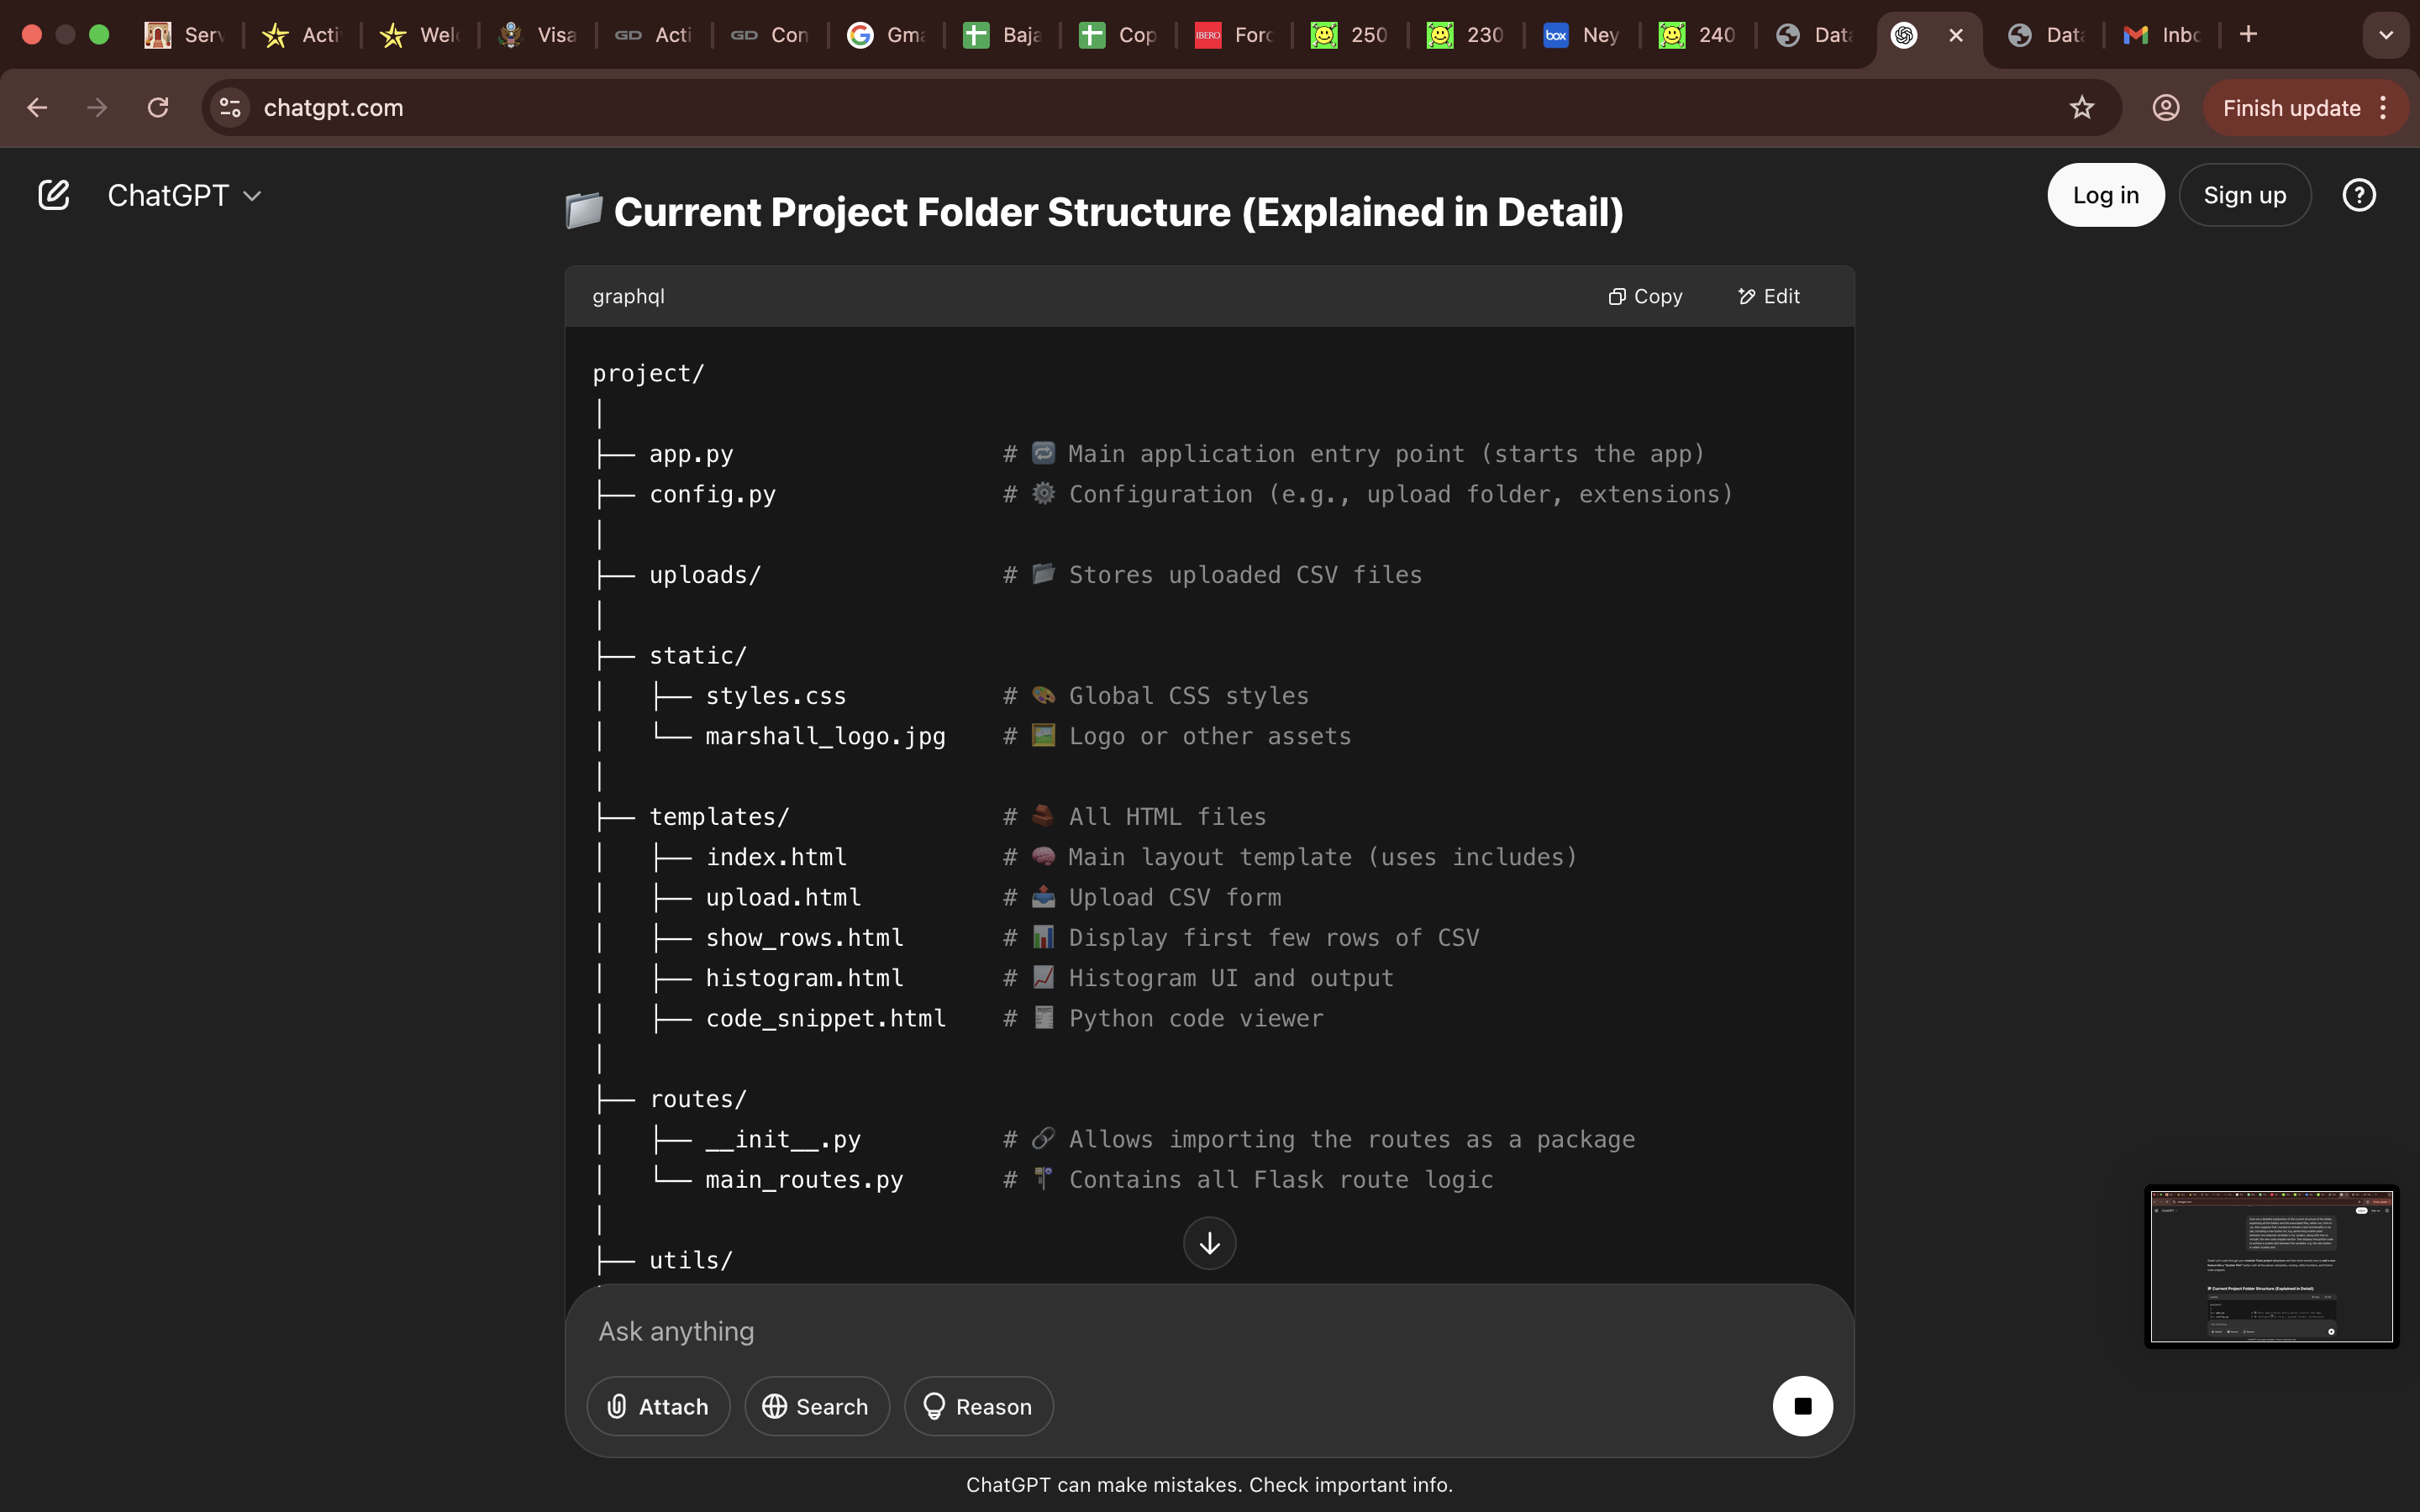 Serv
Acti
Welc
Visa
GD Acti
GD Con
Gma
Baja
Cop
IBERO Forc
250
230
box Ney
240
Data
Data
Inbo
chatgpt.com
Finish update
ChatGPT
Log in
Sign up
📁 Current Project Folder Structure (Explained in Detail)
graphql
Copy
Edit
project/
│
├── app.py # 🔁 Main application entry point (starts the app)
├── config.py # ⚙️ Configuration (e.g., upload folder, extensions)
│
├── uploads/ # 📁 Stores uploaded CSV files
│
├── static/
│   ├── styles.css # 🎨 Global CSS styles
│   └── marshall_logo.jpg # 🖼️ Logo or other assets
│
├── templates/ # 🧱 All HTML files
│   ├── index.html # 🧠 Main layout template (uses includes)
│   ├── upload.html # 📤 Upload CSV form
│   ├── show_rows.html # 📊 Display first few rows of CSV
│   ├── histogram.html # 📈 Histogram UI and output
│   ├── code_snippet.html # 🧾 Python code viewer
│
├── routes/
│   ├── __init__.py # 🔗 Allows importing the routes as a package
│   └── main_routes.py # 🚏 Contains all Flask route logic
│
├── utils/
Ask anything
Attach
Search
Reason
ChatGPT can make mistakes. Check important info.